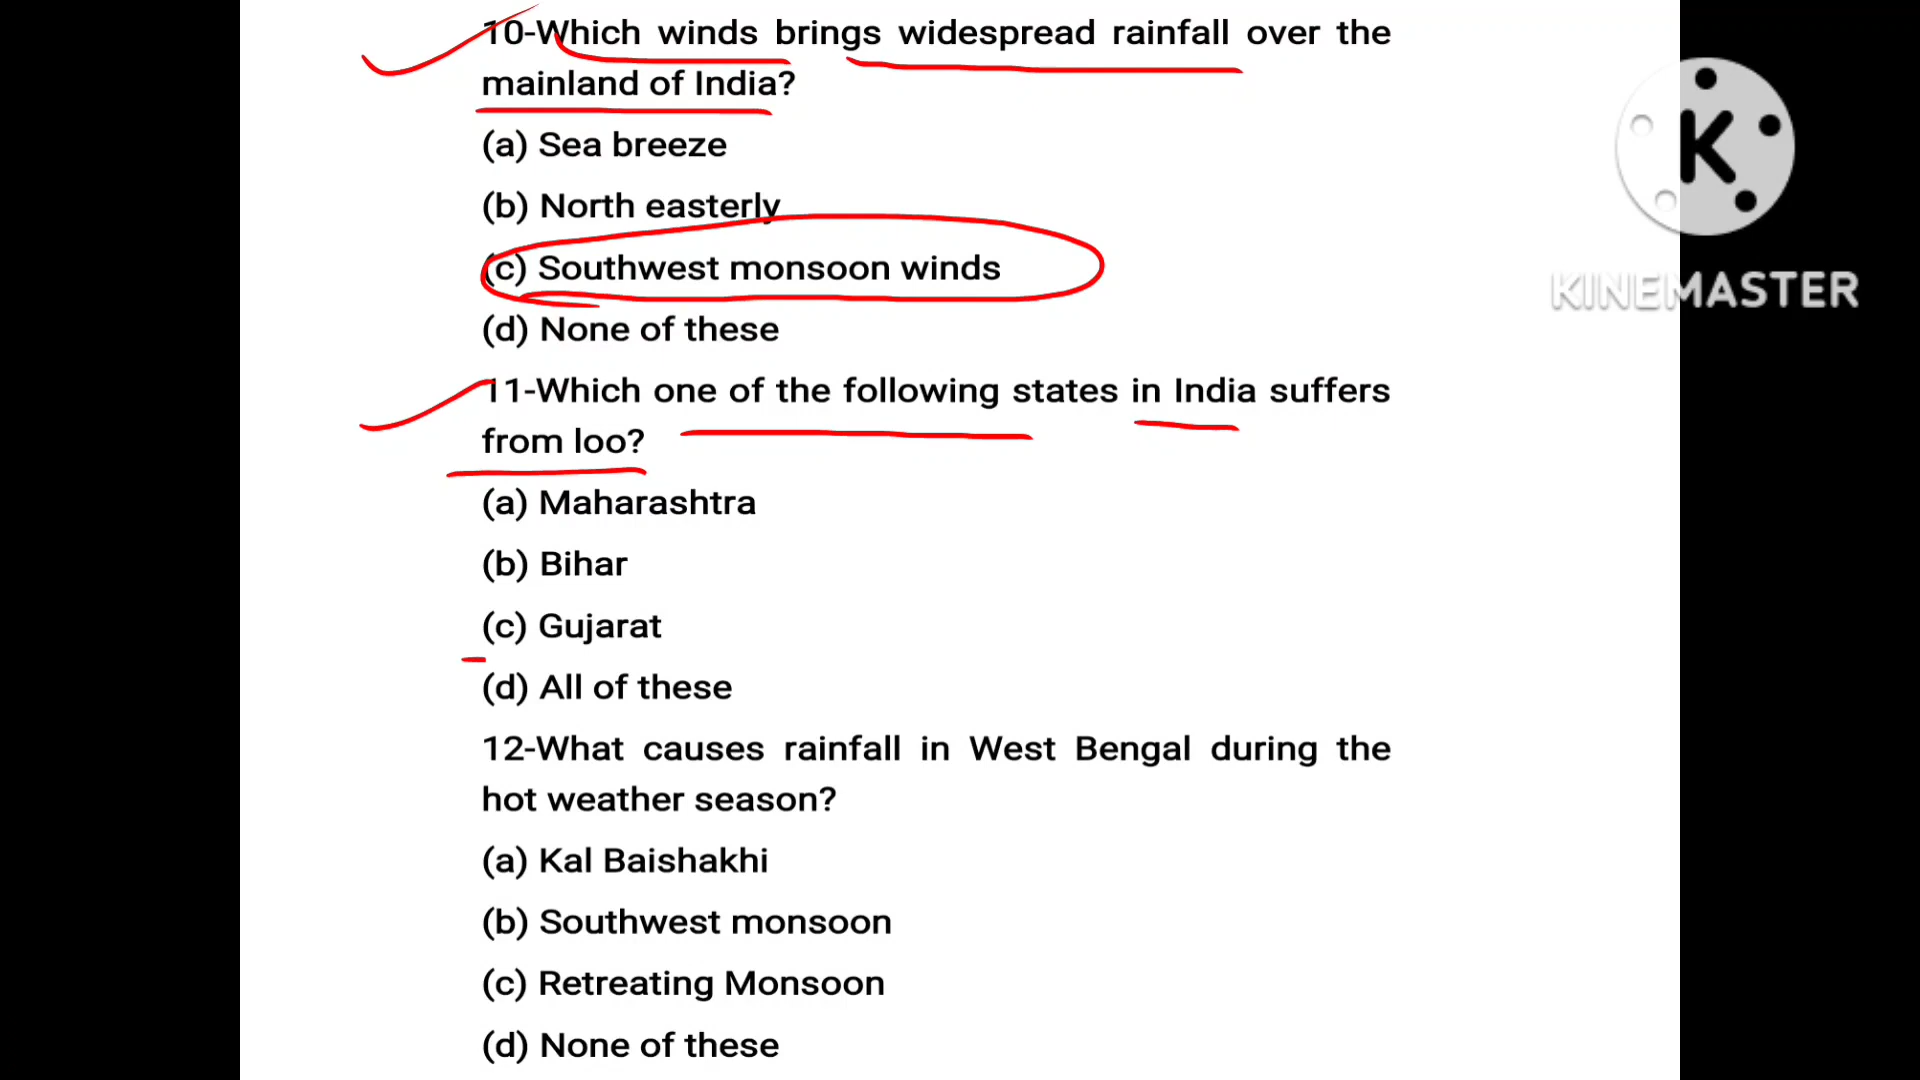 10-Which winds brings widespread rainfall over the
mainland of India?
(a) Sea breeze
(b) North easterly
(c) Southwest monsoon winds
(d) None of these
11-Which one of the following states in India suffers
from loo?
(a) Maharashtra
(b) Bihar
(c) Gujarat
(d) All of these
12-What causes rainfall in West Bengal during the
hot weather season?
(a) Kal Baishakhi
(b) Southwest monsoon
(c) Retreating Monsoon
(d) None of these
K
KINEMASTER